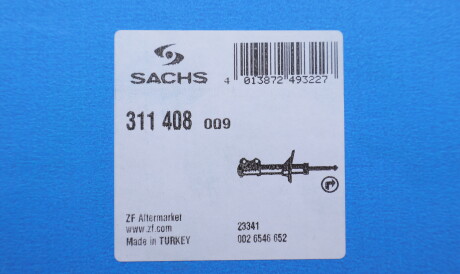 SACHS
4 013872 493227
311 408 009
ZF Aftermarket
www.zf.com
Made in TURKEY
23341
002 6546 652